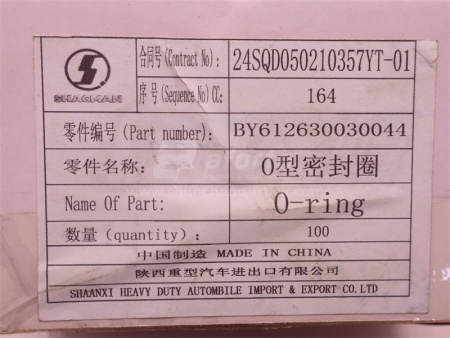 SHACMAN
合同号(Contract No): 24SQD050210357YT-01
序号(Sequence No)CC: 164
零件编号(Part number): BY612630030044
零件名称: O型密封圈
Name Of Part: O-ring
数量(quantity): 100
中国制造 MADE IN CHINA
陕西重型汽车进出口有限公司
SHAANXI HEAVY DUTY AUTOMBILE IMPORT & EXPORT CO.LTD